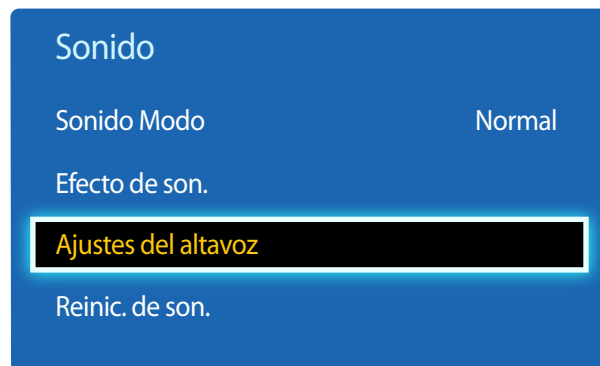 Sonido
Sonido Modo Normal
Efecto de son.
Ajustes del altavoz
Reinic. de son.